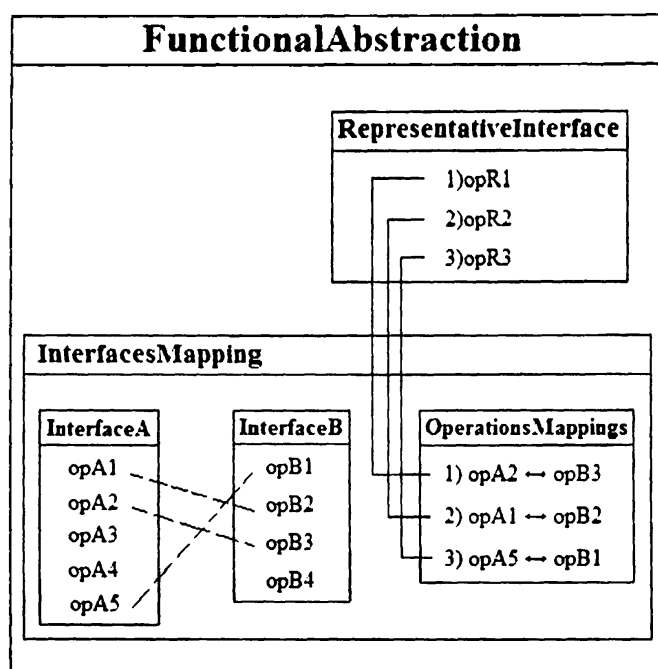 FunctionalAbstraction
RepresentativeInterface
1)opR1
2)opR2
3)opR3
InterfacesMapping
InterfaceA
opA1
opA2
opA3
opA4
opA5
InterfaceB
opB1
opB2
opB3
opB4
OperationsMappings
1) opA2 ↔ opB3
2) opA1 ↔ opB2
3) opA5 ↔ opB1